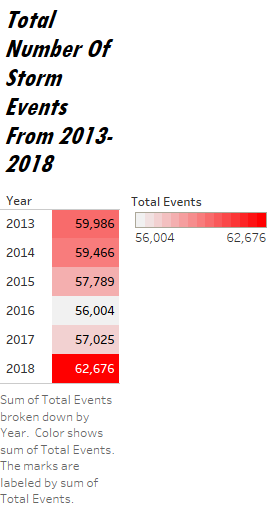 Total
Number Of
Storm
Events
From 2013-
2018
Year
2013 59,986
2014 59,466
2015 57,789
2016 56,004
2017 57,025
2018 62,676
Total Events
56,004 62,676
Sum of Total Events
broken down by
Year. Color shows
sum of Total Events.
The marks are
labeled by sum of
Total Events.